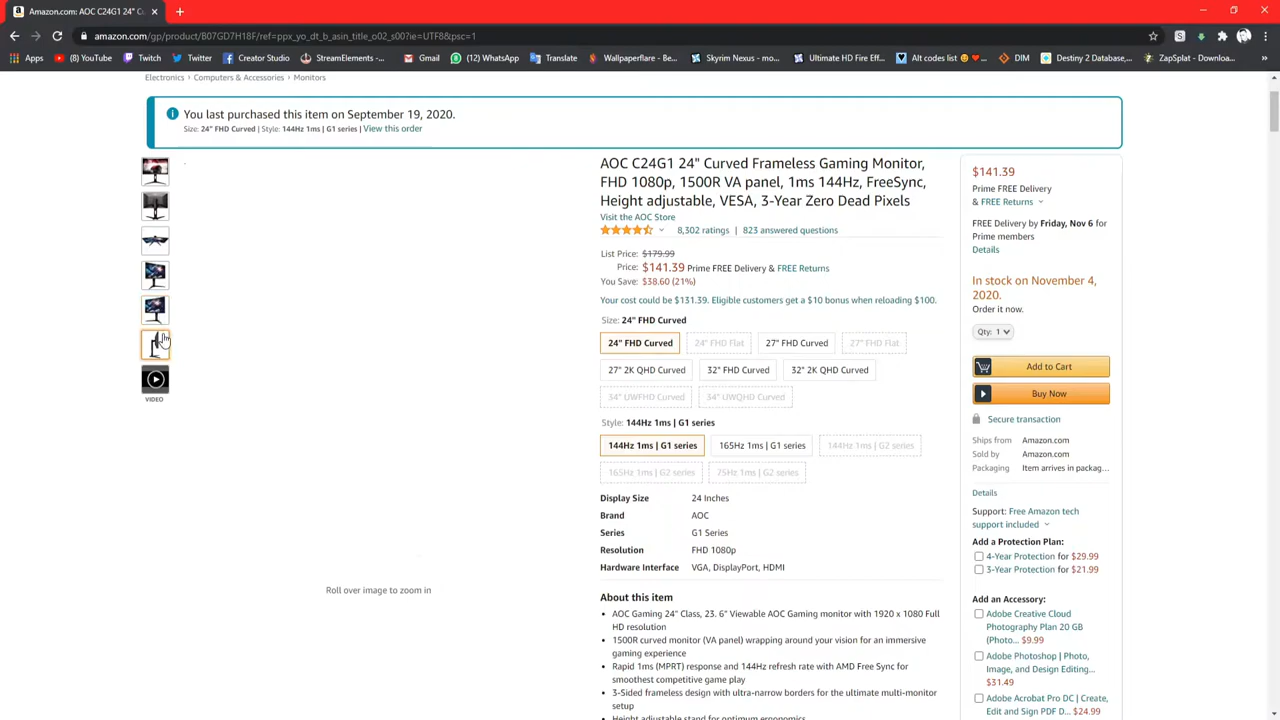 Amazon.com: AOC C24G1 24" C
amazon.com/gp/product/B07GD7H18F/ref=ppx_yo_dt_b_asin_title_o02_s00?ie=UTF8&psc=1
Apps
(8) YouTube
Twitch
Twitter
Creator Studio
StreamElements -...
Gmail
(12) WhatsApp
Translate
Wallpaperflare - Be...
Skyrim Nexus - mo...
Ultimate HD Fire Eff...
Alt codes list
DIM
Destiny 2 Database,...
ZapSplat - Downloa...
Electronics › Computers & Accessories › Monitors
You last purchased this item on September 19, 2020.
Size: 24" FHD Curved | Style: 144Hz 1ms | G1 series | View this order
VIDEO
Roll over image to zoom in
AOC C24G1 24" Curved Frameless Gaming Monitor,
FHD 1080p, 1500R VA panel, 1ms 144Hz, FreeSync,
Height adjustable, VESA, 3-Year Zero Dead Pixels
Visit the AOC Store
8,302 ratings | 823 answered questions
List Price: $179.99
Price: $141.39 Prime FREE Delivery & FREE Returns
You Save: $38.60 (21%)
Your cost could be $131.39. Eligible customers get a $10 bonus when reloading $100.
Size: 24" FHD Curved
24" FHD Curved
24" FHD Flat
27" FHD Curved
27" FHD Flat
27" 2K QHD Curved
32" FHD Curved
32" 2K QHD Curved
34" UWFHD Curved
34" UWQHD Curved
Style: 144Hz 1ms | G1 series
144Hz 1ms | G1 series
165Hz 1ms | G1 series
144Hz 1ms | G2 series
165Hz 1ms | G2 series
75Hz 1ms | G2 series
Display Size 24 Inches
Brand AOC
Series G1 Series
Resolution FHD 1080p
Hardware Interface VGA, DisplayPort, HDMI
About this item
• AOC Gaming 24" Class, 23. 6" Viewable AOC Gaming monitor with 1920 x 1080 Full
HD resolution
• 1500R curved monitor (VA panel) wrapping around your vision for an immersive
gaming experience
• Rapid 1ms (MPRT) response and 144Hz refresh rate with AMD Free Sync for
smoothest competitive game play
• 3-Sided frameless design with ultra-narrow borders for the ultimate multi-monitor
setup
• Height adjustable stand for optimum ergonomics
$141.39
Prime FREE Delivery
& FREE Returns
FREE Delivery by Friday, Nov 6 for
Prime members
Details
In stock on November 4,
2020.
Order it now.
Qty: 1
Add to Cart
Buy Now
Secure transaction
Ships from Amazon.com
Sold by Amazon.com
Packaging Item arrives in packag...
Details
Support: Free Amazon tech
support included
Add a Protection Plan:
4-Year Protection for $29.99
3-Year Protection for $21.99
Add an Accessory:
Adobe Creative Cloud
Photography Plan 20 GB
(Photo... $9.99
Adobe Photoshop | Photo,
Image, and Design Editing...
$31.49
Adobe Acrobat Pro DC | Create,
Edit and Sign PDF D... $24.99